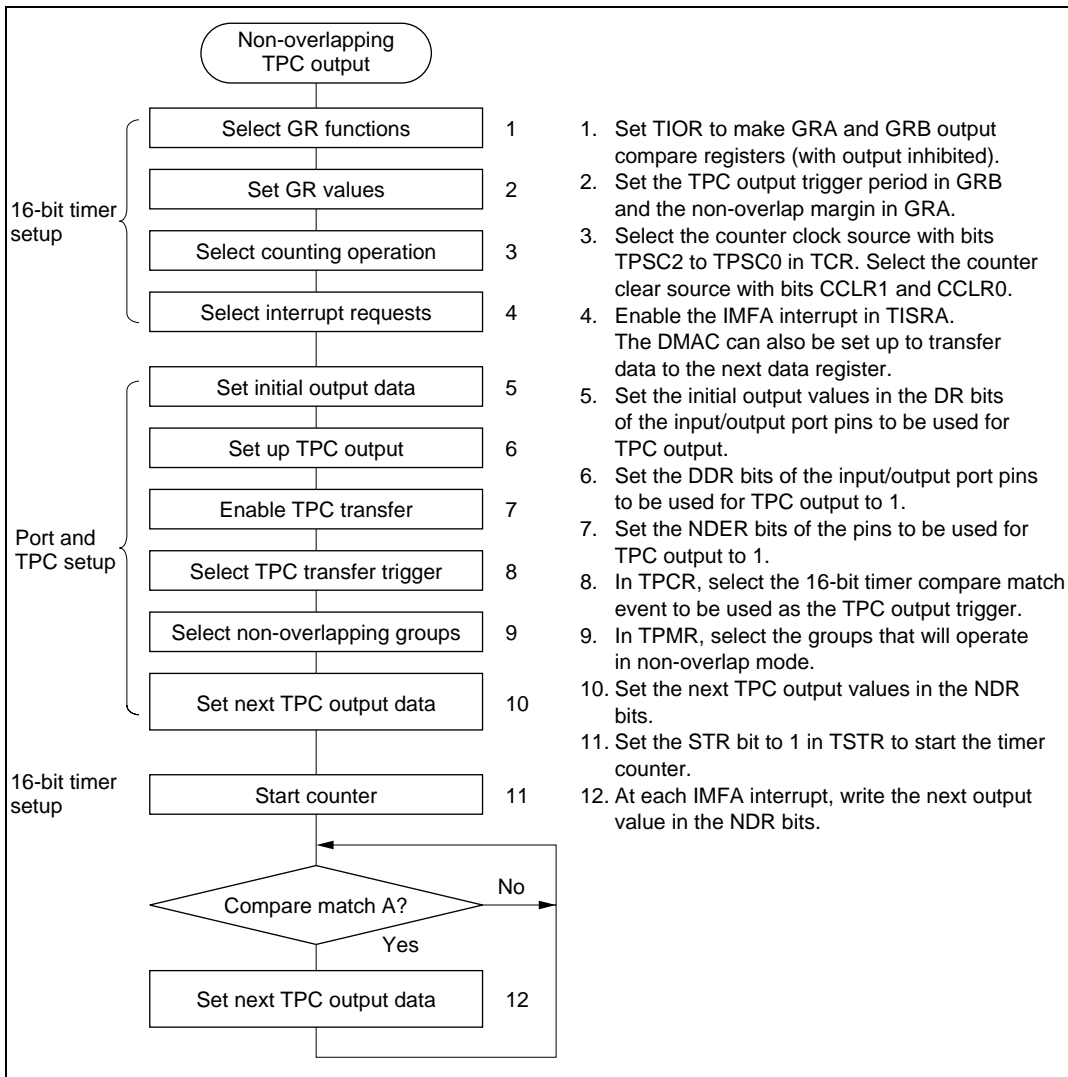 Non-overlapping
TPC output
16-bit timer
setup
Select GR functions 1
Set GR values 2
Select counting operation 3
Select interrupt requests 4
Port and
TPC setup
Set initial output data 5
Set up TPC output 6
Enable TPC transfer 7
Select TPC transfer trigger 8
Select non-overlapping groups 9
Set next TPC output data 10
16-bit timer
setup
Start counter 11
Compare match A?
No
Yes
Set next TPC output data 12
1. Set TIOR to make GRA and GRB output
compare registers (with output inhibited).
2. Set the TPC output trigger period in GRB
and the non-overlap margin in GRA.
3. Select the counter clock source with bits
TPSC2 to TPSC0 in TCR. Select the counter
clear source with bits CCLR1 and CCLR0.
4. Enable the IMFA interrupt in TISRA.
The DMAC can also be set up to transfer
data to the next data register.
5. Set the initial output values in the DR bits
of the input/output port pins to be used for
TPC output.
6. Set the DDR bits of the input/output port pins
to be used for TPC output to 1.
7. Set the NDER bits of the pins to be used for
TPC output to 1.
8. In TPCR, select the 16-bit timer compare match
event to be used as the TPC output trigger.
9. In TPMR, select the groups that will operate
in non-overlap mode.
10. Set the next TPC output values in the NDR
bits.
11. Set the STR bit to 1 in TSTR to start the timer
counter.
12. At each IMFA interrupt, write the next output
value in the NDR bits.